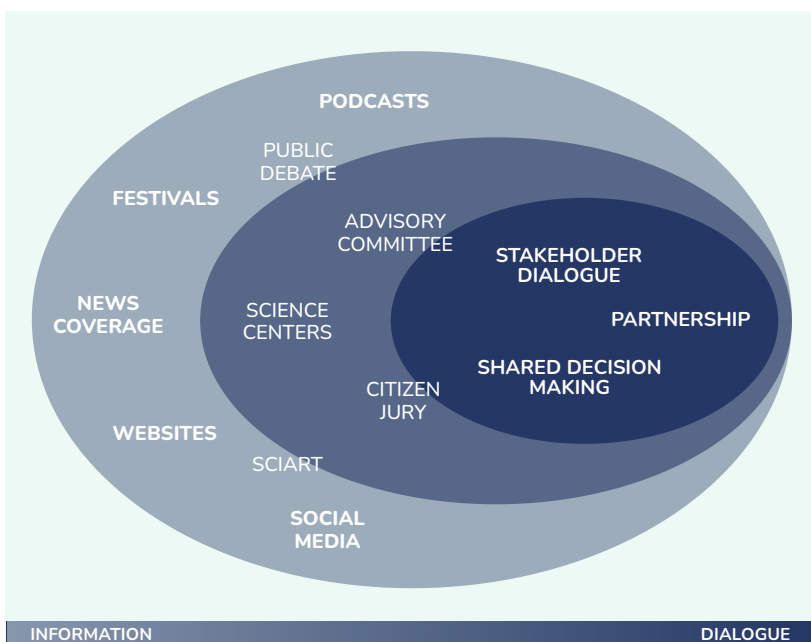 PODCASTS
PUBLIC
DEBATE
FESTIVALS
ADVISORY
COMMITTEE
STAKEHOLDER
DIALOGUE
NEWS
COVERAGE
SCIENCE
CENTERS
PARTNERSHIP
SHARED DECISION
MAKING
CITIZEN
JURY
WEBSITES
SCIART
SOCIAL
MEDIA
INFORMATION
DIALOGUE